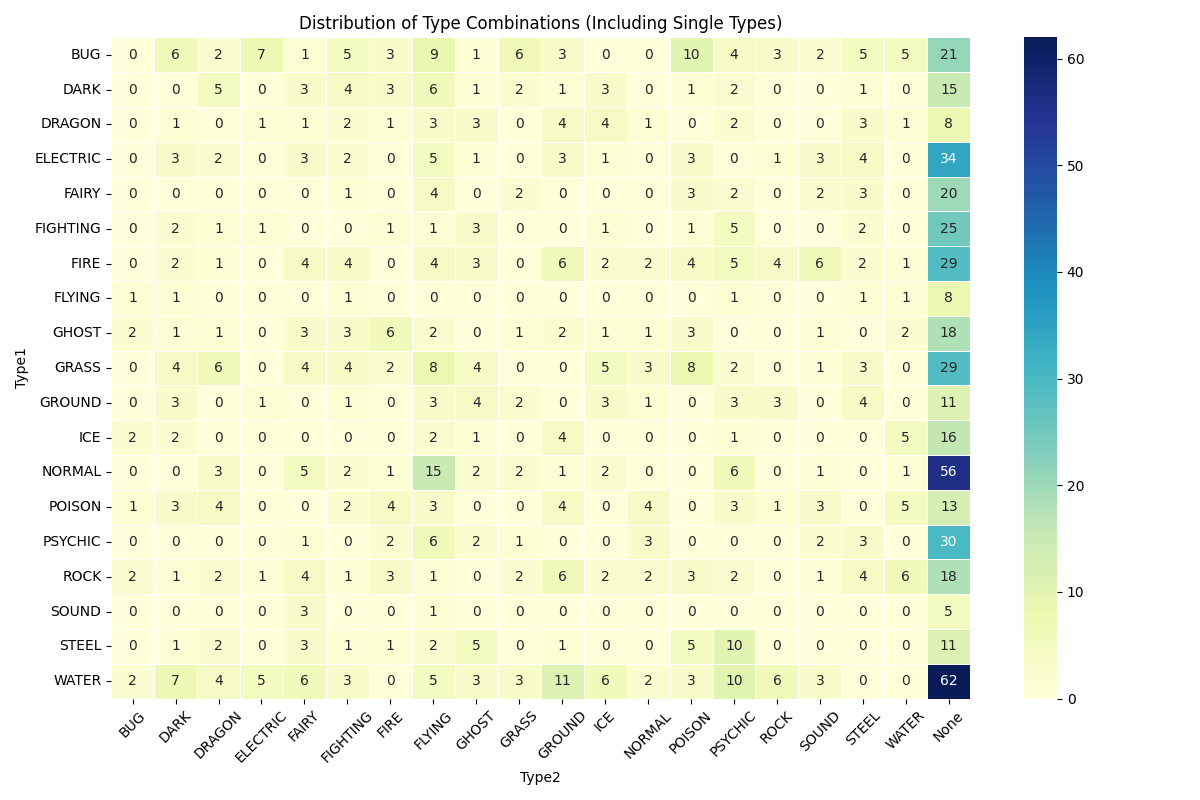 Distribution of Type Combinations (Including Single Types)
BUG 0 6 2 7 1 5 3 9 1 6 3 0 0 10 4 3 2 5 5 21
DARK 0 0 5 0 3 4 3 6 1 2 1 3 0 1 2 0 0 1 0 15
DRAGON 0 1 0 1 1 2 1 3 3 0 4 4 1 0 2 0 0 3 1 8
ELECTRIC 0 3 2 0 3 2 0 5 1 0 3 1 0 3 0 1 3 4 0 34
FAIRY 0 0 0 0 0 1 0 4 0 2 0 0 0 3 2 0 2 3 0 20
FIGHTING 0 2 1 1 0 0 1 1 3 0 0 1 0 1 5 0 0 2 0 25
FIRE 0 2 1 0 4 4 0 4 3 0 6 2 2 4 5 4 6 2 1 29
FLYING 1 1 0 0 0 1 0 0 0 0 0 0 0 0 1 0 0 1 1 8
GHOST 2 1 1 0 3 3 6 2 0 1 2 1 1 3 0 0 1 0 2 18
GRASS 0 4 6 0 4 4 2 8 4 0 0 5 3 8 2 0 1 3 0 29
GROUND 0 3 0 1 0 1 0 3 4 2 0 3 1 0 3 3 0 4 0 11
ICE 2 2 0 0 0 0 0 2 1 0 4 0 0 0 1 0 0 0 5 16
NORMAL 0 0 3 0 5 2 1 15 2 2 1 2 0 0 6 0 1 0 1 56
POISON 1 3 4 0 0 2 4 3 0 0 4 0 4 0 3 1 3 0 5 13
PSYCHIC 0 0 0 0 1 0 2 6 2 1 0 0 3 0 0 0 2 3 0 30
ROCK 2 1 2 1 4 1 3 1 0 2 6 2 2 3 2 0 1 4 6 18
SOUND 0 0 0 0 3 0 0 1 0 0 0 0 0 0 0 0 0 0 0 5
STEEL 0 1 2 0 3 1 1 2 5 0 1 0 0 5 10 0 0 0 0 11
WATER 2 7 4 5 6 3 0 5 3 3 11 6 2 3 10 6 3 0 0 62
BUG DARK DRAGON ELECTRIC FAIRY FIGHTING FIRE FLYING GHOST GRASS GROUND ICE NORMAL POISON PSYCHIC ROCK SOUND STEEL WATER None
Type2
Type1
60
50
40
30
20
10
0